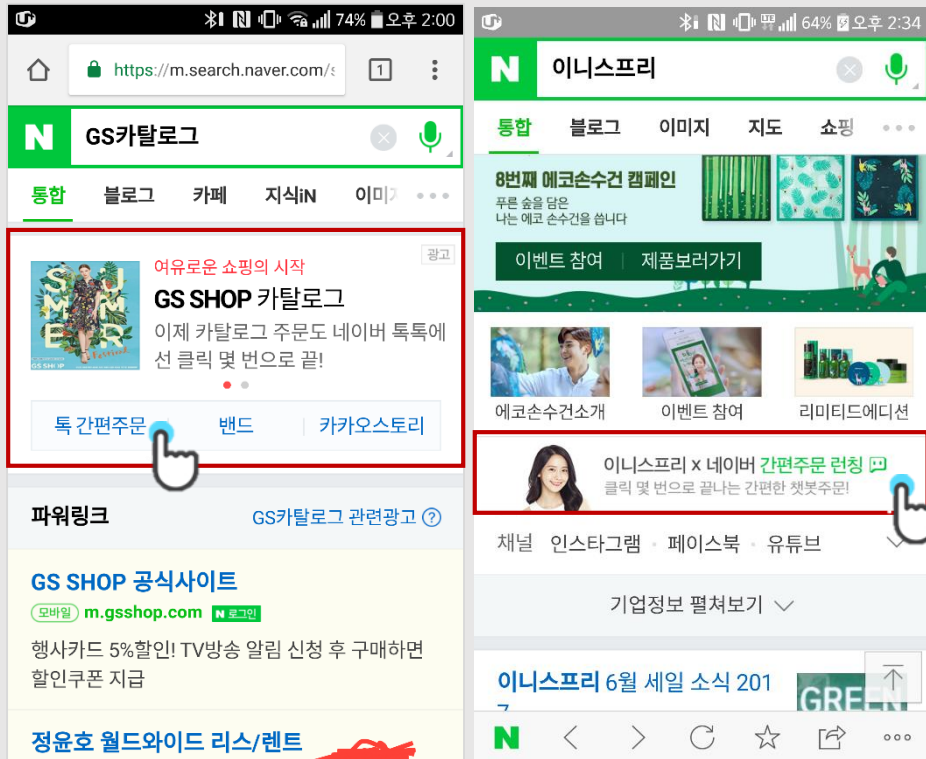 74% 오후 2:00
https://m.search.naver.com/s
1
N
GS카탈로그
통합 블로그 카페 지식iN 이미지
광고
SUMMER
GS SHOP
여유로운 쇼핑의 시작
GS SHOP 카탈로그
이제 카탈로그 주문도 네이버 톡톡에
선 클릭 몇 번으로 끝!
톡 간편주문 밴드 카카오스토리
파워링크 GS카탈로그 관련광고 ?
GS SHOP 공식사이트
모바일 m.gsshop.com N 로그인
행사카드 5%할인! TV방송 알림 신청 후 구매하면
할인쿠폰 지급
정윤호 월드와이드 리스/렌트
64% 오후 2:34
N
이니스프리
통합 블로그 이미지 지도 쇼핑
8번째 에코손수건 캠페인
푸른 숲을 담은
나는 에코 손수건을 씁니다
이벤트 참여 제품보러가기
에코손수건소개 이벤트 참여 리미티드에디션
이니스프리 x 네이버 간편주문 런칭
클릭 몇 번으로 끝나는 간편한 챗봇주문!
채널 인스타그램 · 페이스북 · 유튜브
기업정보 펼쳐보기
이니스프리 6월 세일 소식 201
7
GREEN
N